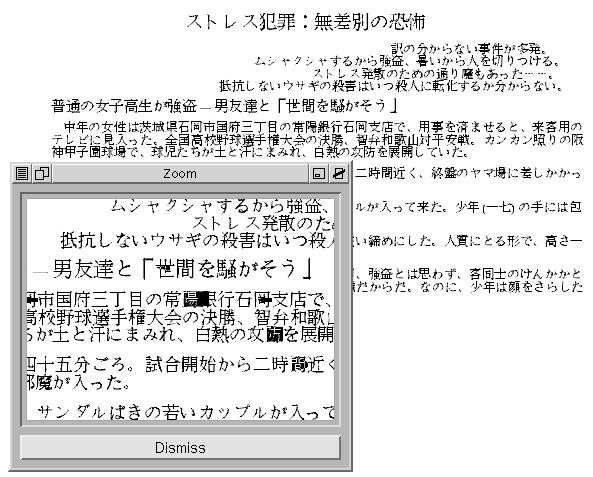 ストレス犯罪：無差別の恐怖
訳の分からない事件が多発。
ムシャクシャするから強盗、暑いから人を切りつける。
ストレス発散のための通り魔もあった……。
抵抗しないウサギの殺害はいつ殺人に転化するか分からない。
普通の女子高生が強盗－男友達と「世間を騒がそう」
中年の女性は茨城県石岡市国府三丁目の常陽銀行石岡支店で、用事を済ませると、来客用の
テレビに見入った。全国高校野球選手権大会の決勝、智弁和歌山対平安戦。カンカン照りの阪
神甲子園球場で、球児たちが土と汗にまみれ、白熱の攻防を展開していた。
二時間近く、終盤のヤマ場に差しかかっ
ルが入って来た。少年(一七) の手には包
い締めにした。人質にとる形で、高さ一
、強盗とは思わず、客同士のけんかかと
だからだ。なのに、少年は顔をさらした
Zoom
ムシャクシャするから強盗、
ストレス発散のため
抵抗しないウサギの殺害はいつ殺人
－男友達と「世間を騒がそう」
岡市国府三丁目の常陽銀行石岡支店で、
高校野球選手権大会の決勝、智弁和歌山
ちが土と汗にまみれ、白熱の攻防を展開
四十五分ごろ。試合開始から二時間近く
邪魔が入った。
サンダルばきの若いカップルが入って
Dismiss